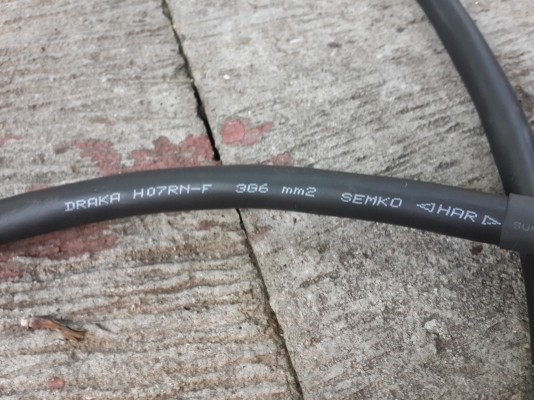 DRAKA H07RN-F 3G6 mm2 SEMKO ◁HAR▷